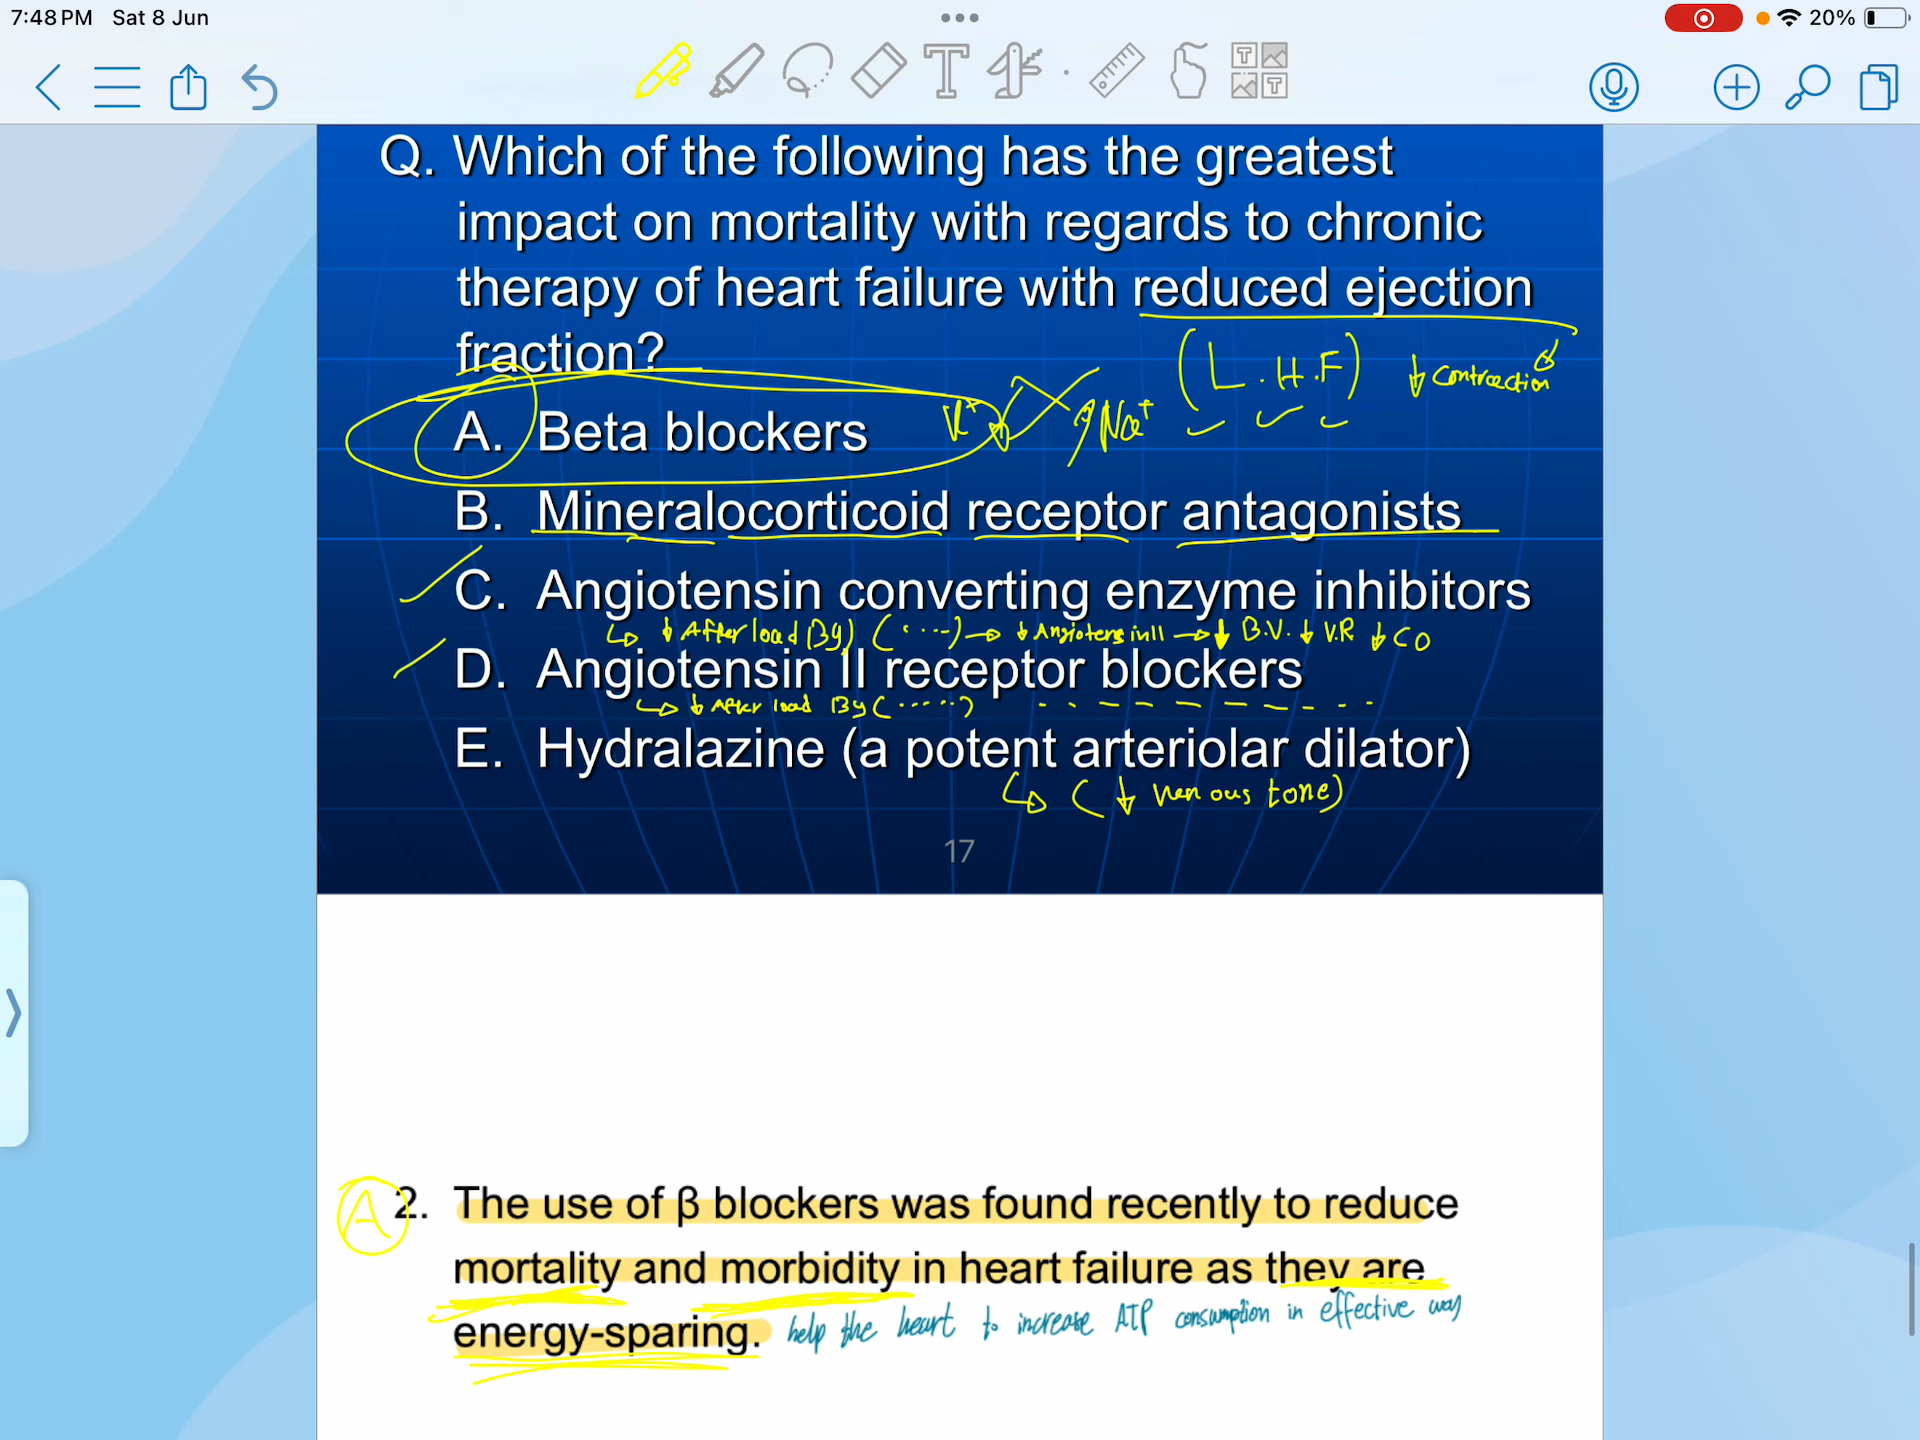 7:48 PM Sat 8 Jun
20%
Q. Which of the following has the greatest
impact on mortality with regards to chronic
therapy of heart failure with reduced ejection
fraction?
(L.H.F) ↓ contraction
A. Beta blockers
K+ Na+
B. Mineralocorticoid receptor antagonists
C. Angiotensin converting enzyme inhibitors
↳ ↓ After load By (....) → ↓ Angiotensin II → ↓ B.V. ↓ V.R ↓ CO
D. Angiotensin II receptor blockers
↳ ↓ After load By (.....)
E. Hydralazine (a potent arteriolar dilator)
↳ (↓ venous tone)
17
A
2. The use of β blockers was found recently to reduce
mortality and morbidity in heart failure as they are
energy-sparing. help the heart to increase ATP consumption in effective way